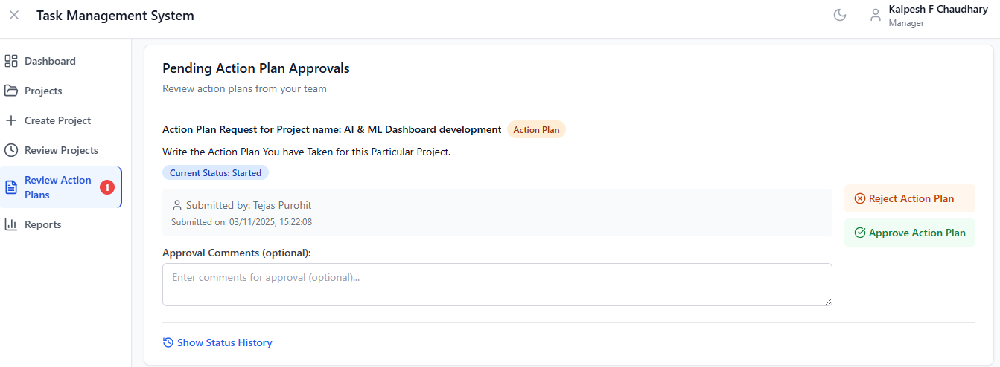 Task Management System
Kalpesh F Chaudhary
Manager
Dashboard
Projects
Create Project
Review Projects
Review Action
Plans
1
Reports
Pending Action Plan Approvals
Review action plans from your team
Action Plan Request for Project name: AI & ML Dashboard development
Action Plan
Write the Action Plan You have Taken for this Particular Project.
Current Status: Started
Submitted by: Tejas Purohit
Submitted on: 03/11/2025, 15:22:08
Reject Action Plan
Approve Action Plan
Approval Comments (optional):
Enter comments for approval (optional)...
Show Status History